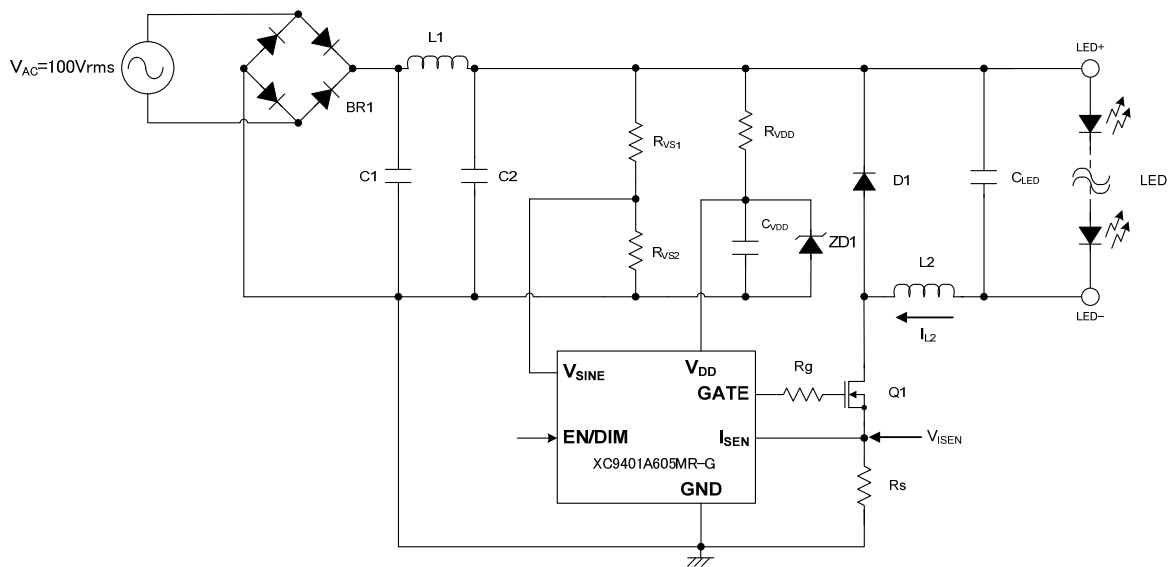 L1
LED+
V_AC=100Vrms
BR1
R_VS1
R_VDD
C1
C2
D1
C_LED
LED
C_VDD
ZD1
R_VS2
L2
LED−
I_L2
V_SINE
V_DD
GATE
Rg
Q1
EN/DIM
I_SEN
V_ISEN
XC9401A605MR-G
GND
Rs